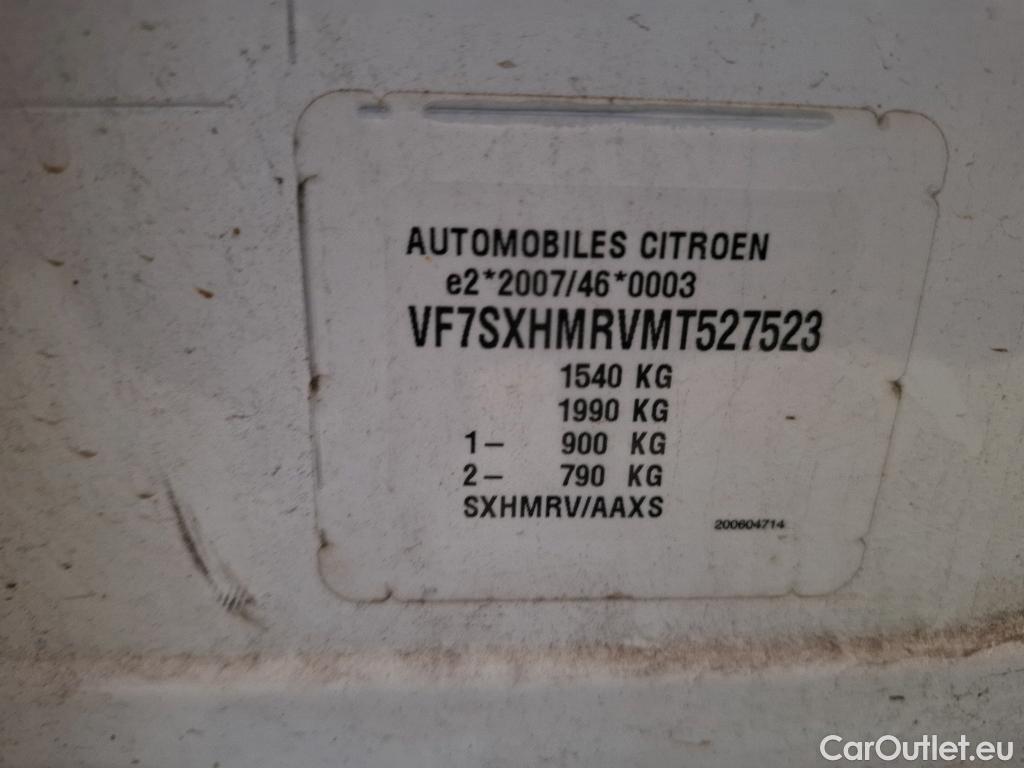 AUTOMOBILES CITROEN
e2*2007/46*0003
VF7SXHMRVMT527523
1540 KG
1990 KG
1– 900 KG
2– 790 KG
SXHMRV/AAXS
200604714
CarOutlet.eu